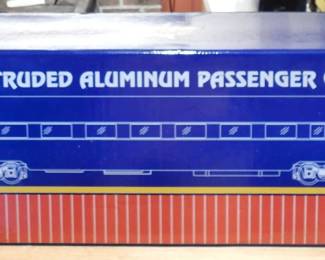 TRUDED ALUMINUM PASSENGER C